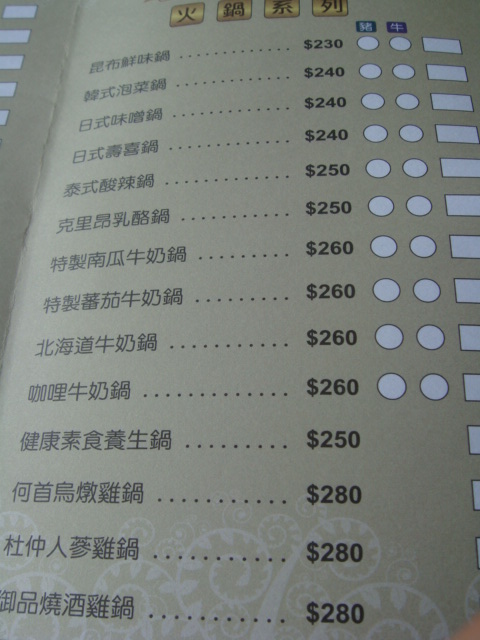 火鍋系列
豬 牛
昆布鮮味鍋 ............ $230
韓式泡菜鍋 ............ $240
日式味噌鍋 ............ $240
日式壽喜鍋 ............ $240
泰式酸辣鍋 ............ $250
克里昂乳酪鍋 ........... $250
特製南瓜牛奶鍋 ......... $260
特製蕃茄牛奶鍋 ......... $260
北海道牛奶鍋 ........... $260
咖哩牛奶鍋 ............ $260
健康素食養生鍋 ......... $250
何首烏燉雞鍋 ........... $280
杜仲人蔘雞鍋 ........... $280
御品燒酒雞鍋 ........... $280